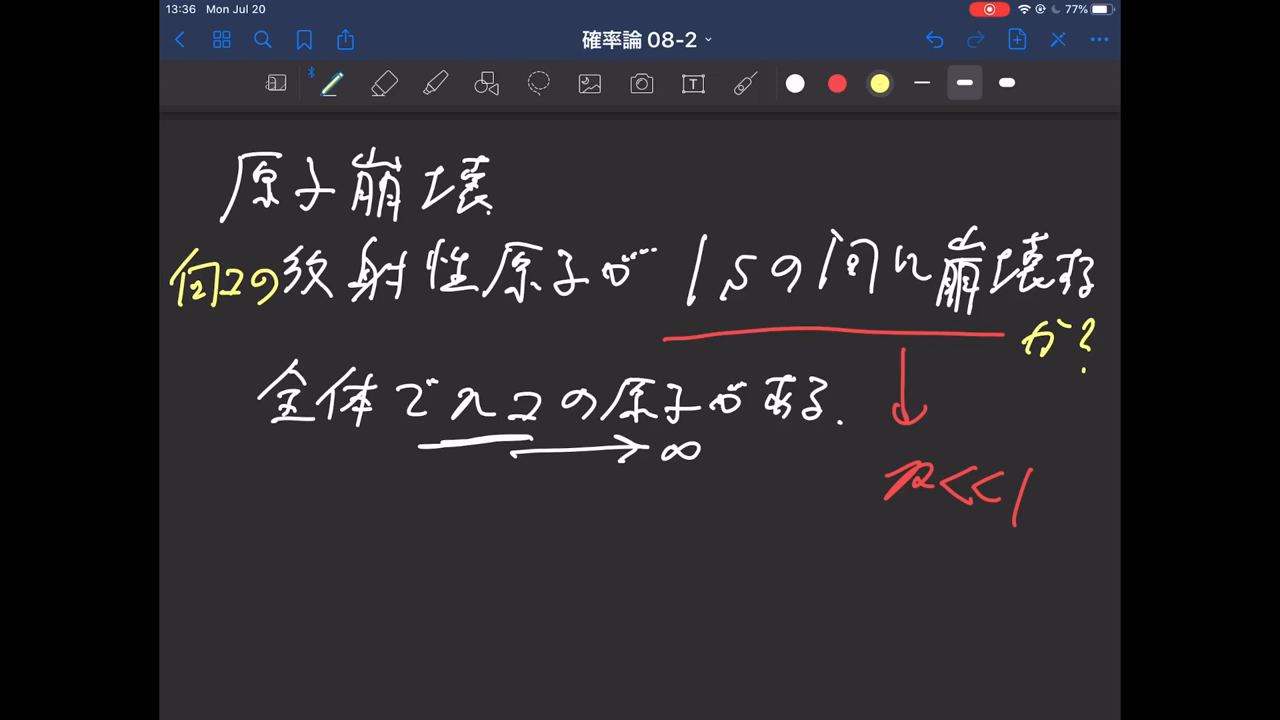 13:36 Mon Jul 20 77%
確率論 08-2
原子崩壊
何コの放射性原子が1sの間に崩壊するか?
全体でnコの原子がある.
→∞
p<<1